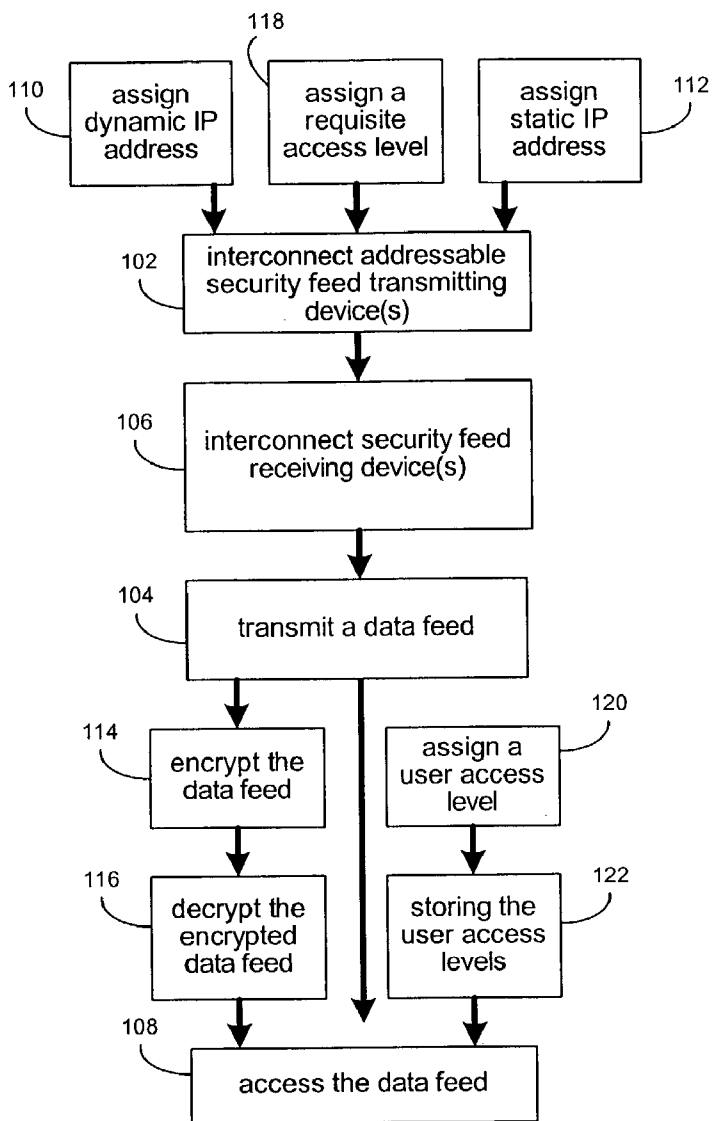 118
110
assign
dynamic IP
address
assign a
requisite
access level
assign
static IP
address
112
102
interconnect addressable
security feed transmitting
device(s)
106
interconnect security feed
receiving device(s)
104
transmit a data feed
114
encrypt the
data feed
120
assign a
user access
level
116
decrypt the
encrypted
data feed
122
storing the
user access
levels
108
access the data feed